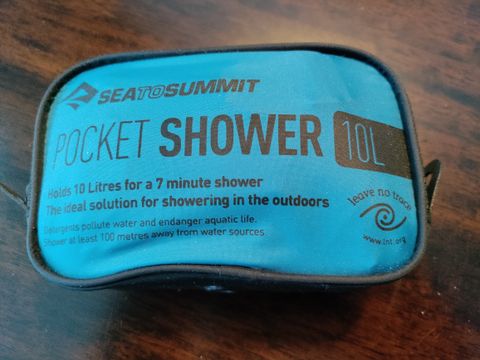 SEATOSUMMIT
POCKET SHOWER 10L
Holds 10 Litres for a 7 minute shower
The ideal solution for showering in the outdoors
Detergents pollute water and endanger aquatic life.
Shower at least 100 metres away from water sources
leave no trace
www.lnt.org